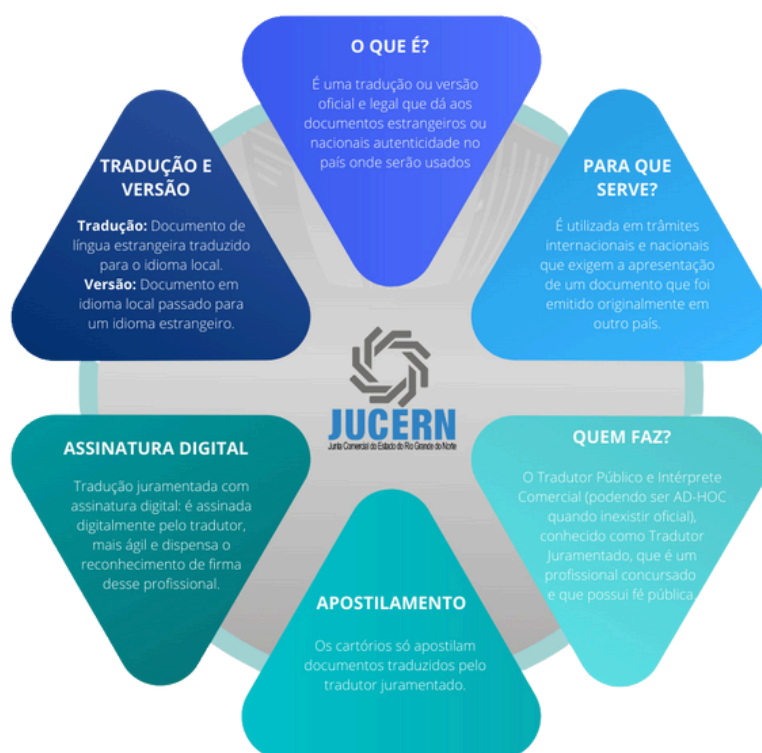 O QUE É?
É uma tradução ou versão
oficial e legal que dá aos
documentos estrangeiros ou
nacionais autenticidade no
país onde serão usados
PARA QUE
SERVE?
É utilizada em trâmites
internacionais e nacionais
que exigem a apresentação
de um documento que foi
emitido originalmente em
outro país.
QUEM FAZ?
O Tradutor Público e Intérprete
Comercial (podendo ser AD-HOC
quando inexistir oficial),
conhecido como Tradutor
Juramentado, que é um
profissional concursado
e que possui fé pública.
APOSTILAMENTO
Os cartórios só apostilam
documentos traduzidos pelo
tradutor juramentado.
ASSINATURA DIGITAL
Tradução juramentada com
assinatura digital: é assinada
digitalmente pelo tradutor,
mais ágil e dispensa o
reconhecimento de firma
desse profissional.
TRADUÇÃO E
VERSÃO
Tradução: Documento de
língua estrangeira traduzido
para o idioma local.
Versão: Documento em
idioma local passado para
um idioma estrangeiro.
JUCERN
Junta Comercial do Estado do Rio Grande do Norte